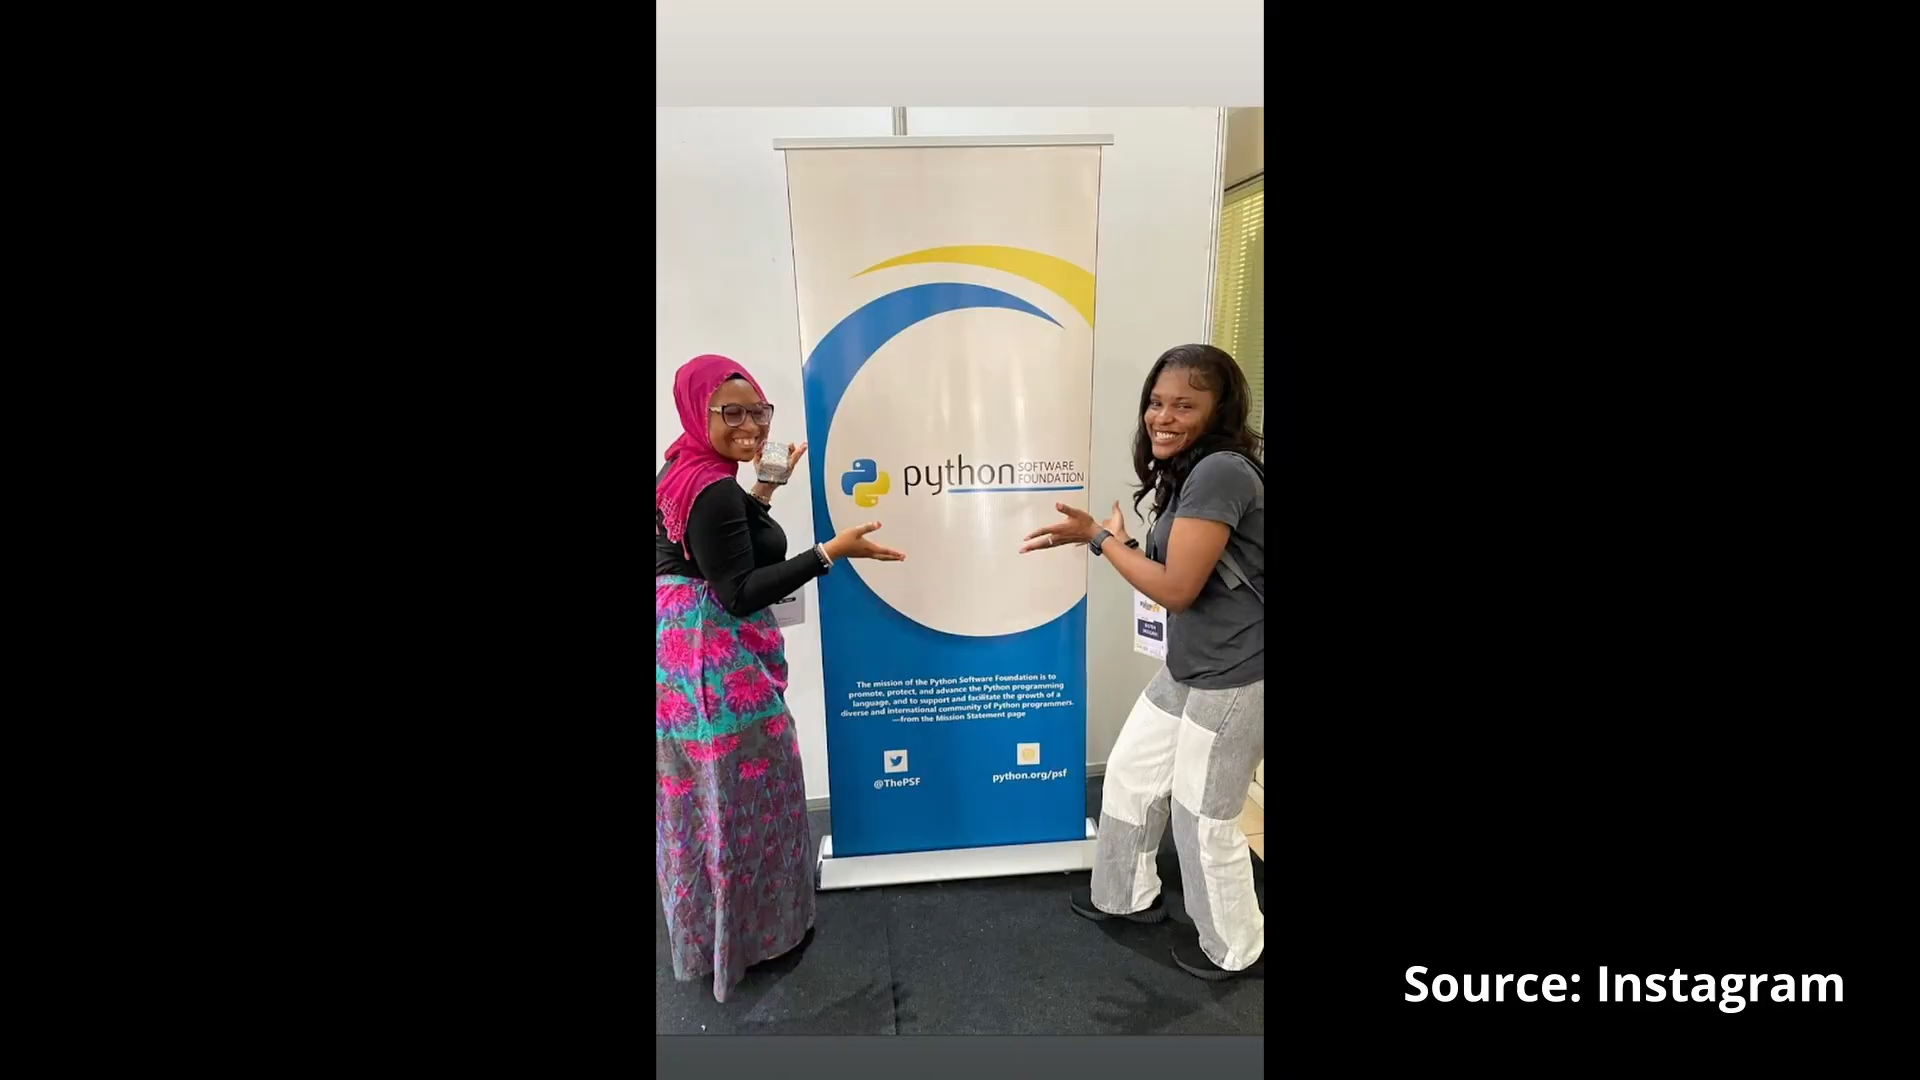 python SOFTWARE
FOUNDATION
The mission of the Python Software Foundation is to
promote, protect, and advance the Python programming
language, and to support and facilitate the growth of a
diverse and international community of Python programmers.
—from the Mission Statement page
@ThePSF
python.org/psf
Source: Instagram